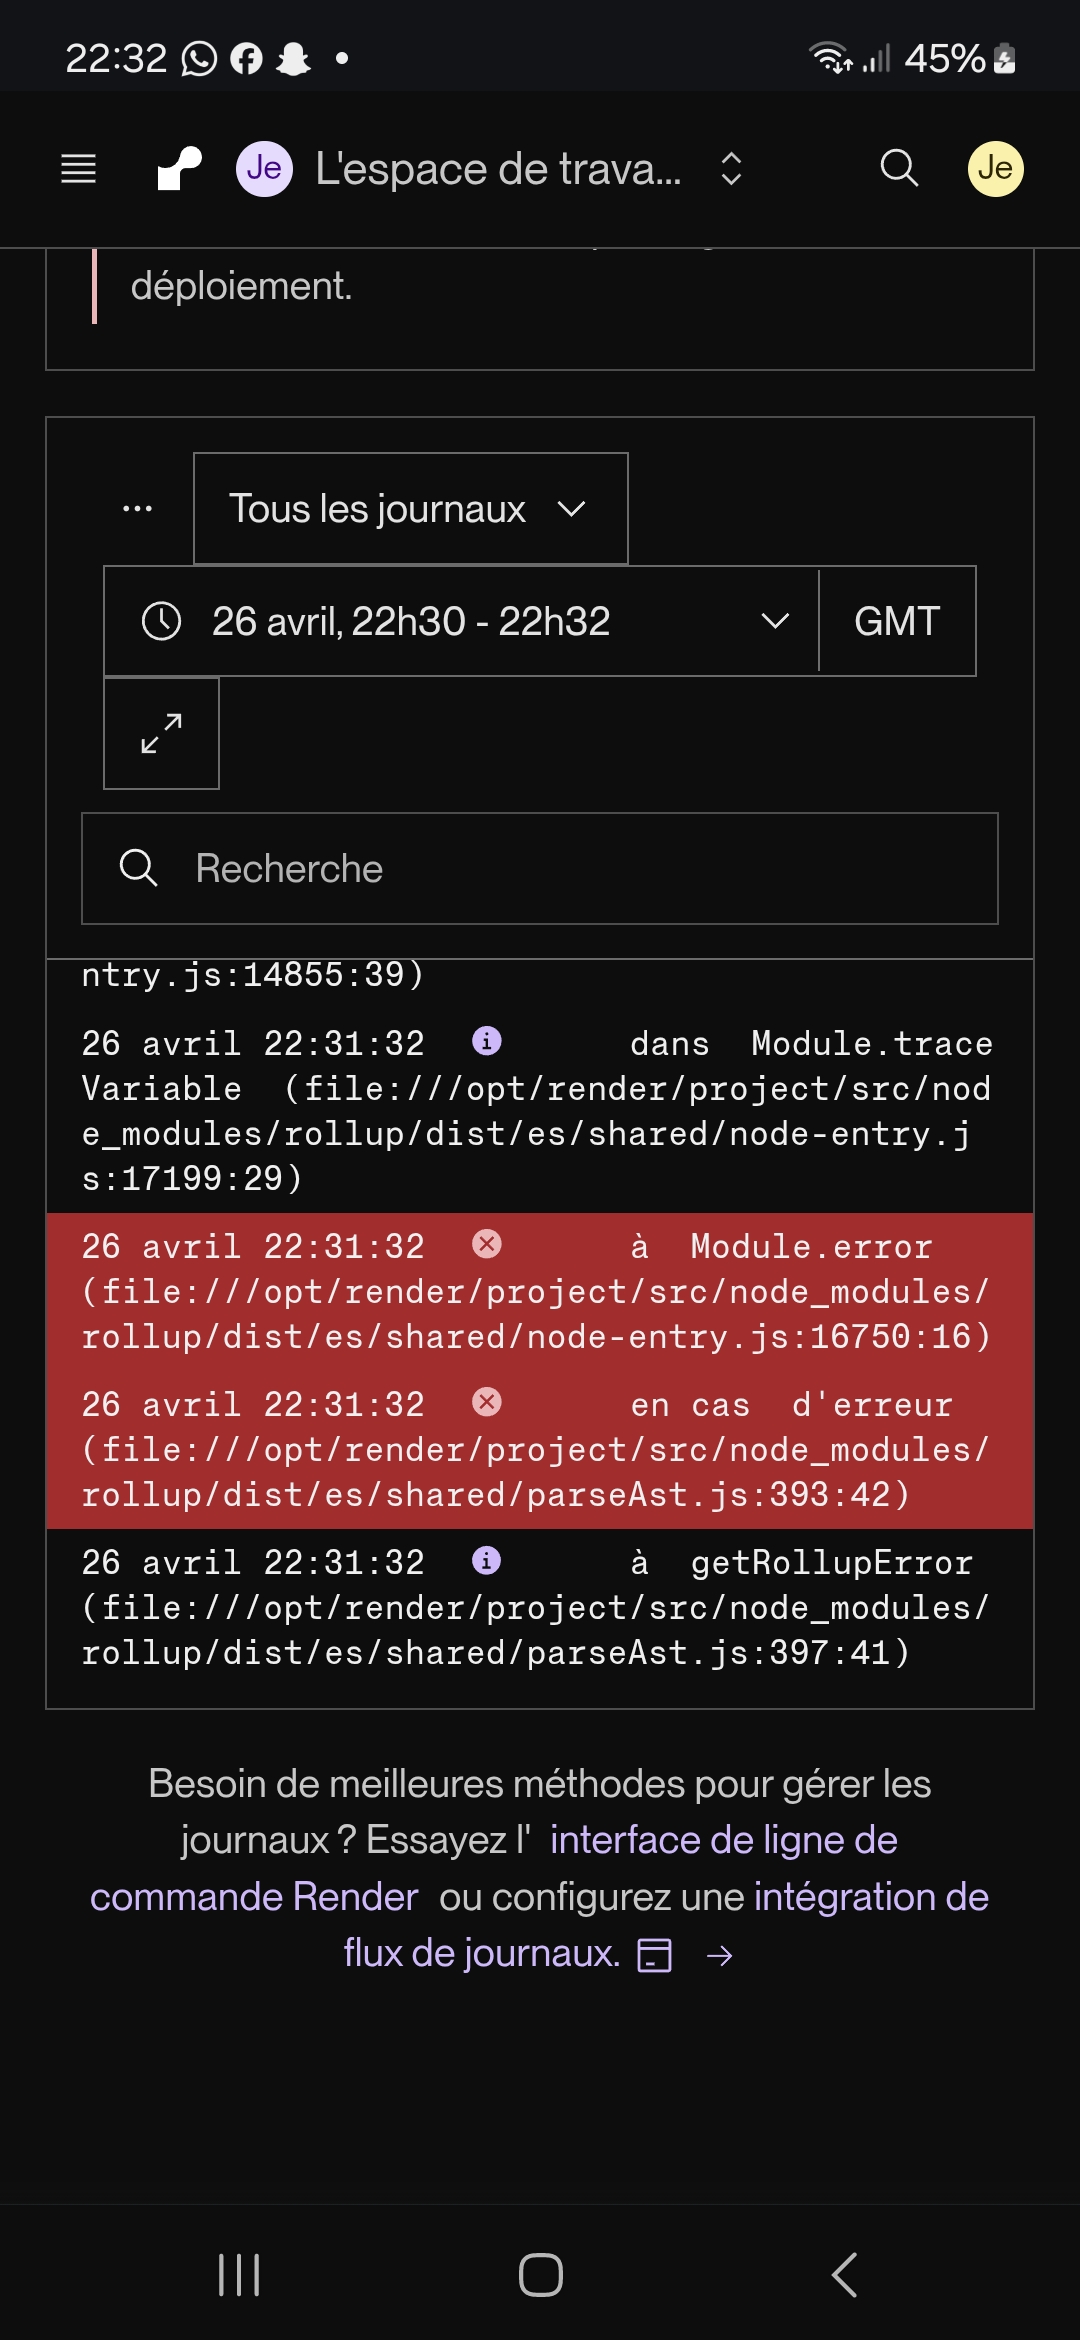 22:32 45%
Je L'espace de trava... Je
déploiement.
Tous les journaux
26 avril, 22h30 - 22h32 GMT
Recherche
ntry.js:14855:39)
26 avril 22:31:32 dans Module.trace
Variable (file:///opt/render/project/src/nod
e_modules/rollup/dist/es/shared/node-entry.j
s:17199:29)
26 avril 22:31:32 à Module.error
(file:///opt/render/project/src/node_modules/
rollup/dist/es/shared/node-entry.js:16750:16)
26 avril 22:31:32 en cas d'erreur
(file:///opt/render/project/src/node_modules/
rollup/dist/es/shared/parseAst.js:393:42)
26 avril 22:31:32 à getRollupError
(file:///opt/render/project/src/node_modules/
rollup/dist/es/shared/parseAst.js:397:41)
Besoin de meilleures méthodes pour gérer les
journaux ? Essayez l' interface de ligne de
commande Render ou configurez une intégration de
flux de journaux. →